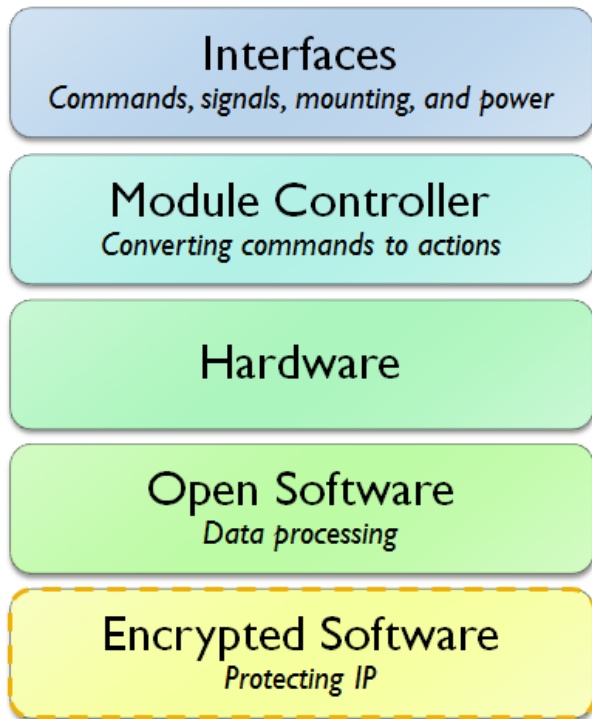 Interfaces
Commands, signals, mounting, and power
Module Controller
Converting commands to actions
Hardware
Open Software
Data processing
Encrypted Software
Protecting IP